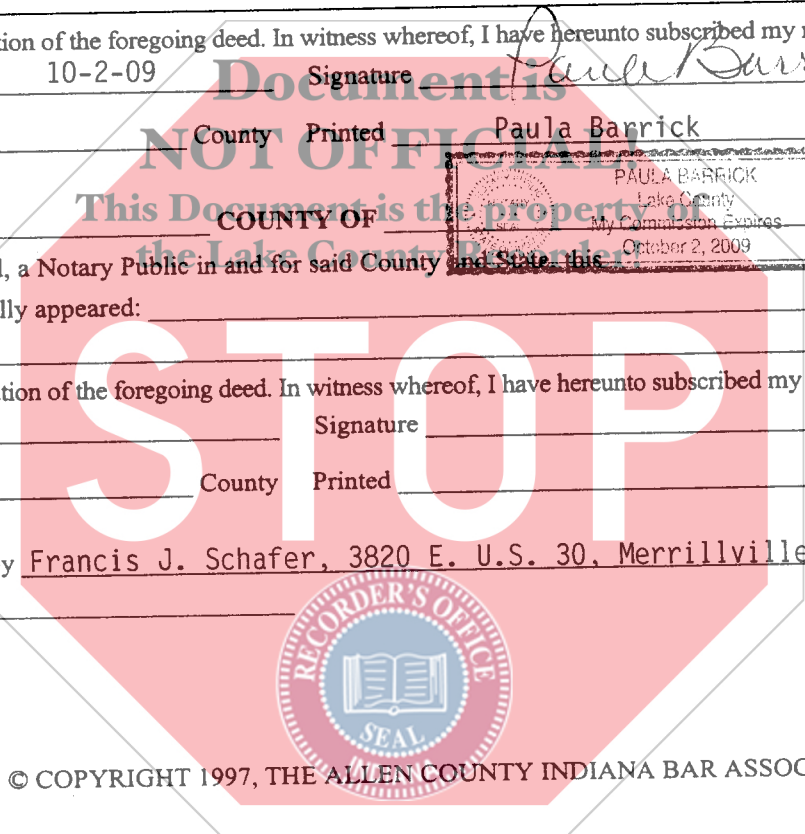 tion of the foregoing deed. In witness whereof, I have hereunto subscribed my
10-2-09 Signature Paula Barr
Document is
County Printed Paula Barrick
NOT OFFICIAL!
PAULA BARRICK
Lake County
My Commission Expires
October 2, 2009
SEAL
This Document is the property of
COUNTY OF
the Lake County Recorder!
, a Notary Public in and for said County and State, this
lly appeared:
tion of the foregoing deed. In witness whereof, I have hereunto subscribed my
Signature
STOP
County Printed
y Francis J. Schafer, 3820 E. U.S. 30, Merrillville
RECORDER'S OFFICE
SEAL
© COPYRIGHT 1997, THE ALLEN COUNTY INDIANA BAR ASSOC